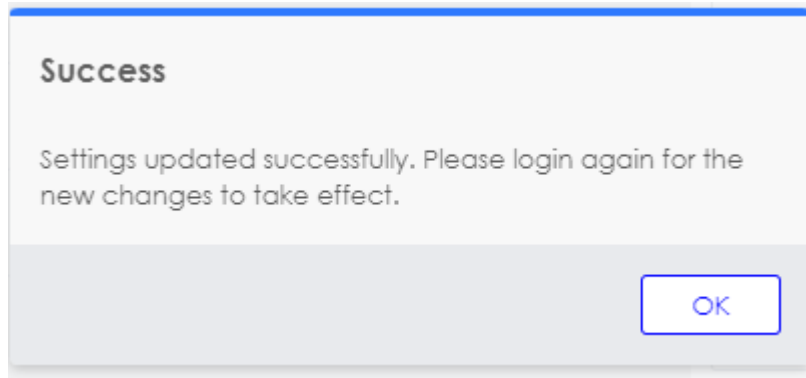 Success
Settings updated successfully. Please login again for the
new changes to take effect.
OK